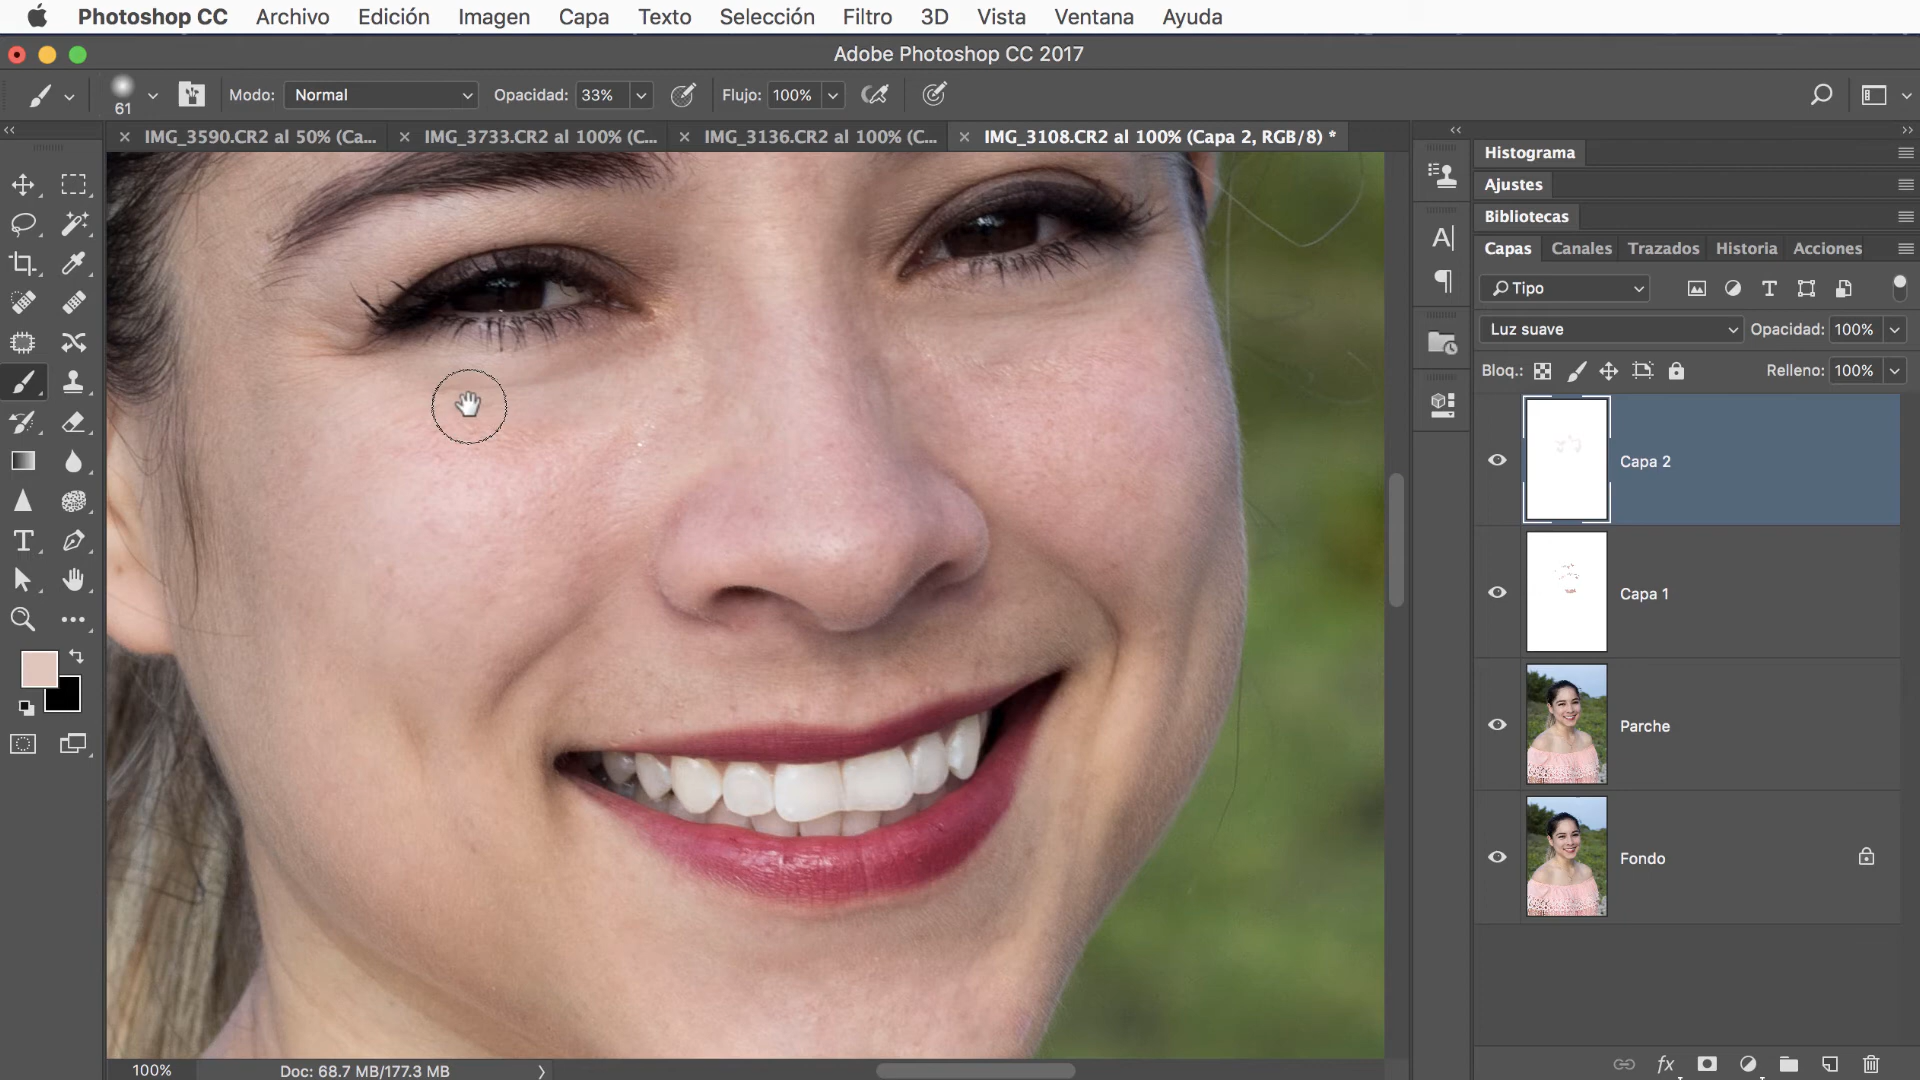 Photoshop CC Archivo Edición Imagen Capa Texto Selección Filtro 3D Vista Ventana Ayuda
Adobe Photoshop CC 2017
61 Modo: Normal Opacidad: 33% Flujo: 100%
IMG_3590.CR2 al 50% (Ca... IMG_3733.CR2 al 100% (C... IMG_3136.CR2 al 100% (C... IMG_3108.CR2 al 100% (Capa 2, RGB/8) *
Histograma
Ajustes
Bibliotecas
Capas Canales Trazados Historia Acciones
Tipo
Luz suave Opacidad: 100%
Bloq.: Relleno: 100%
Capa 2
Capa 1
Parche
Fondo
100% Doc: 68.7 MB/177.3 MB